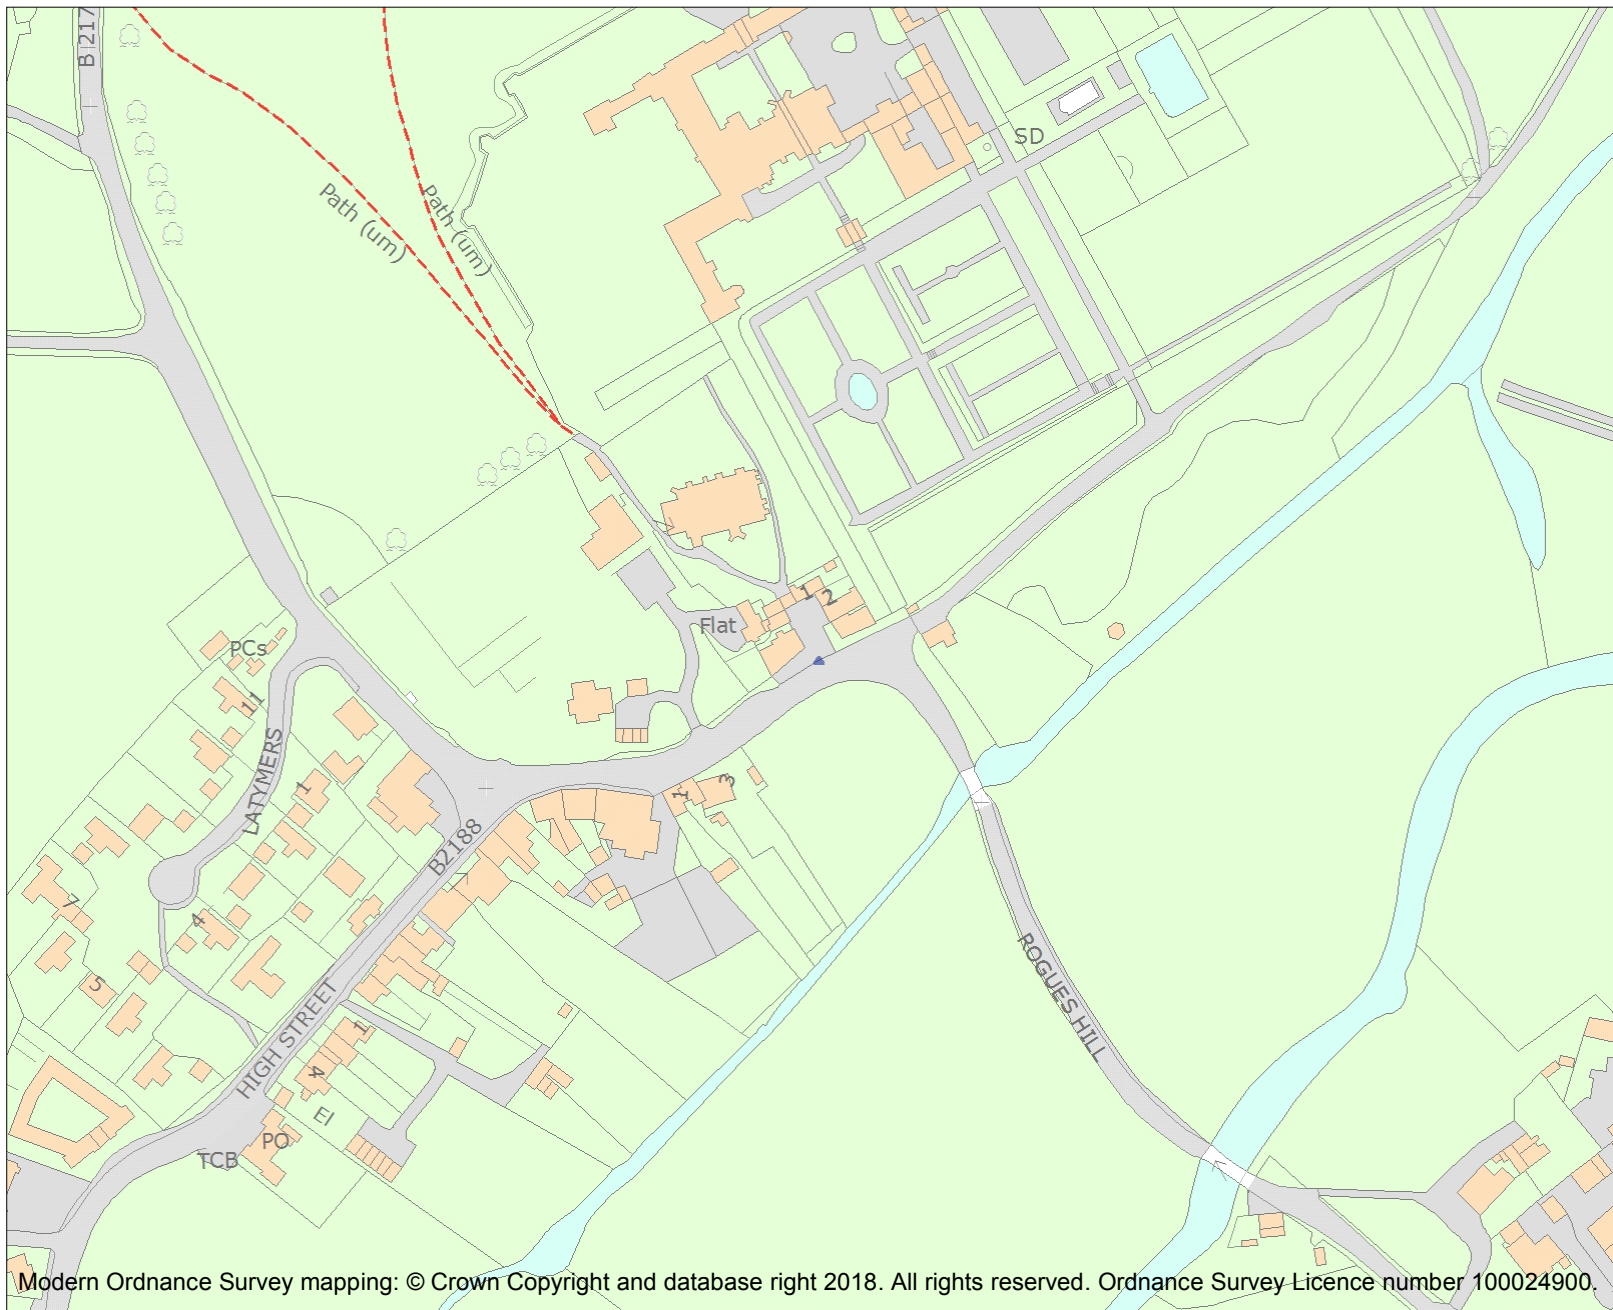 B 217
SD
Path (um)
Path (um)
1
2
Flat
PCs
11
LATYMERS
1
1
3
B2188
7
4
5
ROGUES HILL
HIGH STREET
1
4
El
PO
TCB
Modern Ordnance Survey mapping: © Crown Copyright and database right 2018. All rights reserved. Ordnance Survey Licence number 100024900.